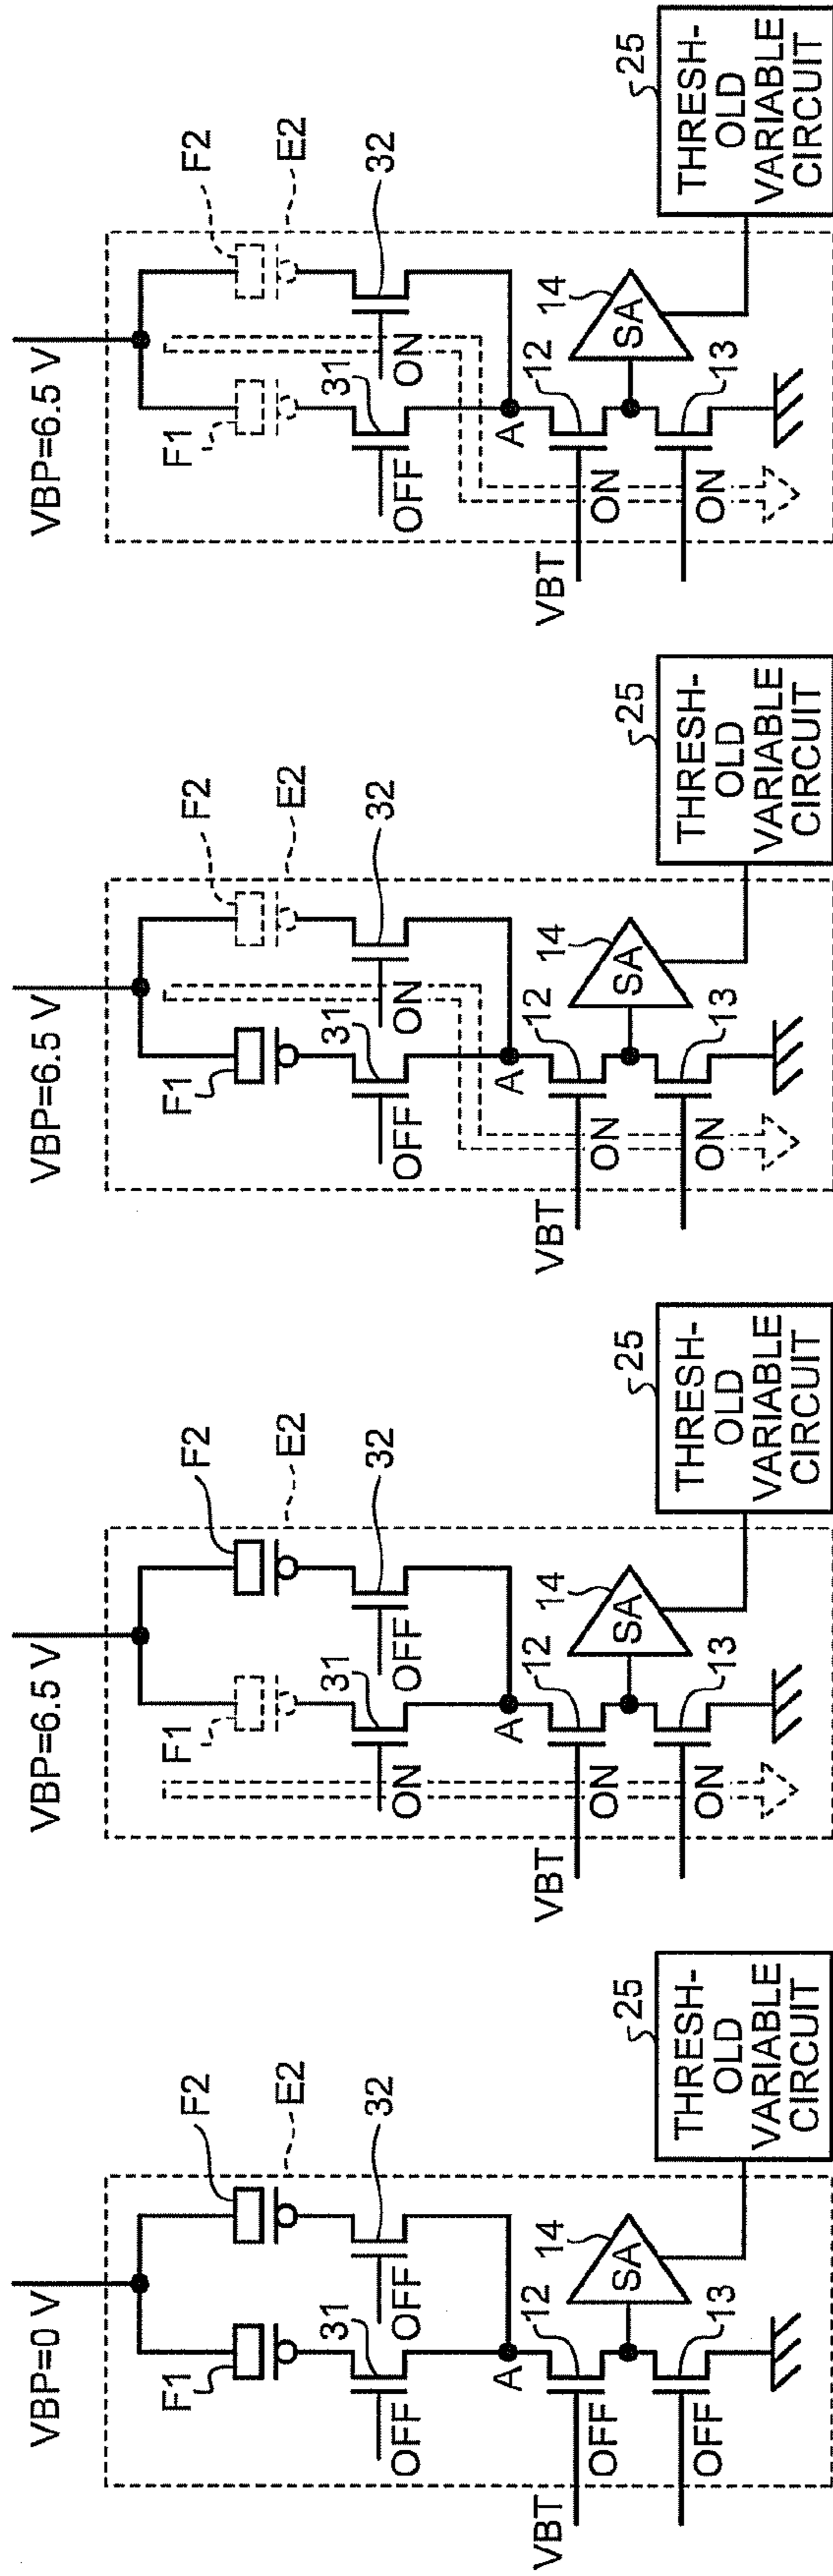 VBP=0 V
F1
F2
E2
31
32
OFF
OFF
A
12
14
SA
VBT
OFF
13
OFF
25
THRESH-
OLD
VARIABLE
CIRCUIT
VBP=6.5 V
F1
F2
E2
31
32
ON
OFF
A
12
14
SA
VBT
ON
13
ON
25
THRESH-
OLD
VARIABLE
CIRCUIT
VBP=6.5 V
F1
F2
E2
31
32
OFF
ON
A
12
14
SA
VBT
ON
13
ON
25
THRESH-
OLD
VARIABLE
CIRCUIT
VBP=6.5 V
F1
F2
E2
31
32
OFF
ON
A
12
14
SA
VBT
ON
13
ON
25
THRESH-
OLD
VARIABLE
CIRCUIT